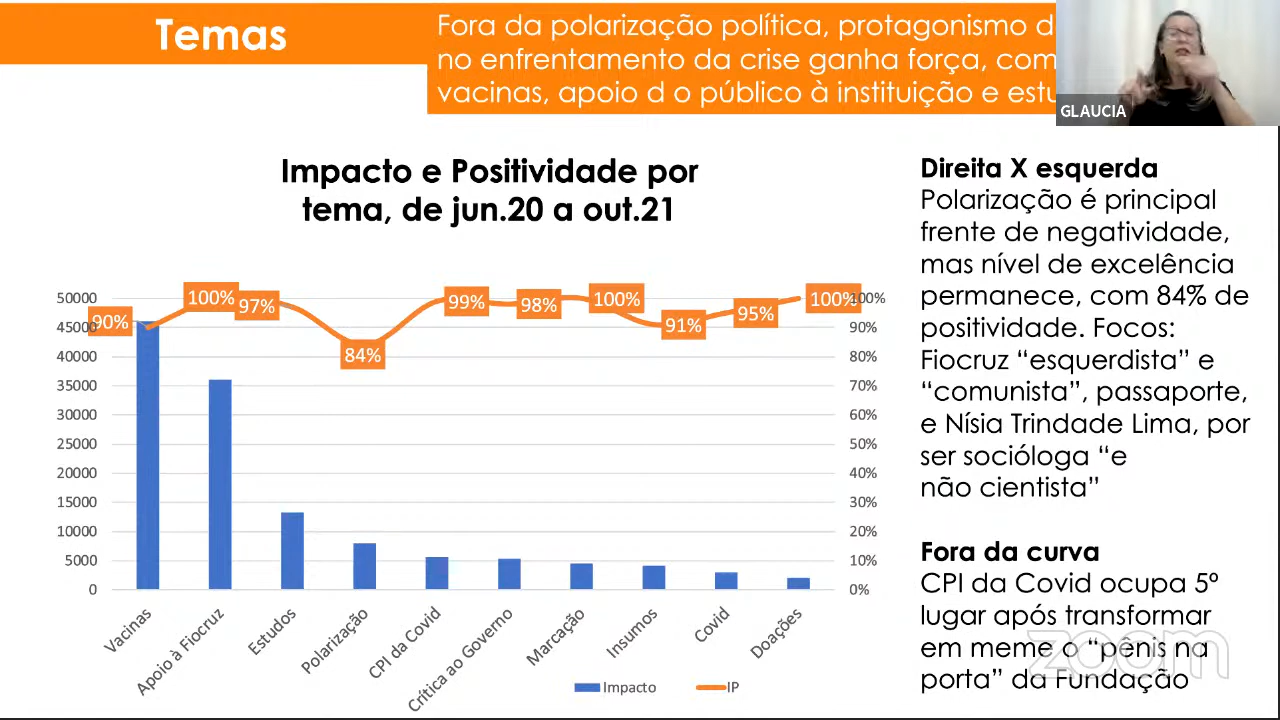 Temas
Fora da polarização política, protagonismo d
no enfrentamento da crise ganha força, com
vacinas, apoio d o público à instituição e estu
GLAUCIA
Impacto e Positividade por
tema, de jun.20 a out.21
Direita X esquerda
Polarização é principal
frente de negatividade,
mas nível de excelência
permanece, com 84% de
positividade. Focos:
Fiocruz “esquerdista” e
“comunista”, passaporte,
e Nísia Trindade Lima, por
ser socióloga “e
não cientista”
Fora da curva
CPI da Covid ocupa 5º
lugar após transformar
em meme o “pênis na
porta” da Fundação
zoom
50000
45000
40000
35000
30000
25000
20000
15000
10000
5000
0
90%
100%
97%
84%
99%
98%
100%
91%
95%
100%
100%
90%
80%
70%
60%
50%
40%
30%
20%
10%
0%
Vacinas
Apoio à Fiocruz
Estudos
Polarização
CPI da Covid
Crítica ao Governo
Marcação
Insumos
Covid
Doações
Impacto
IP